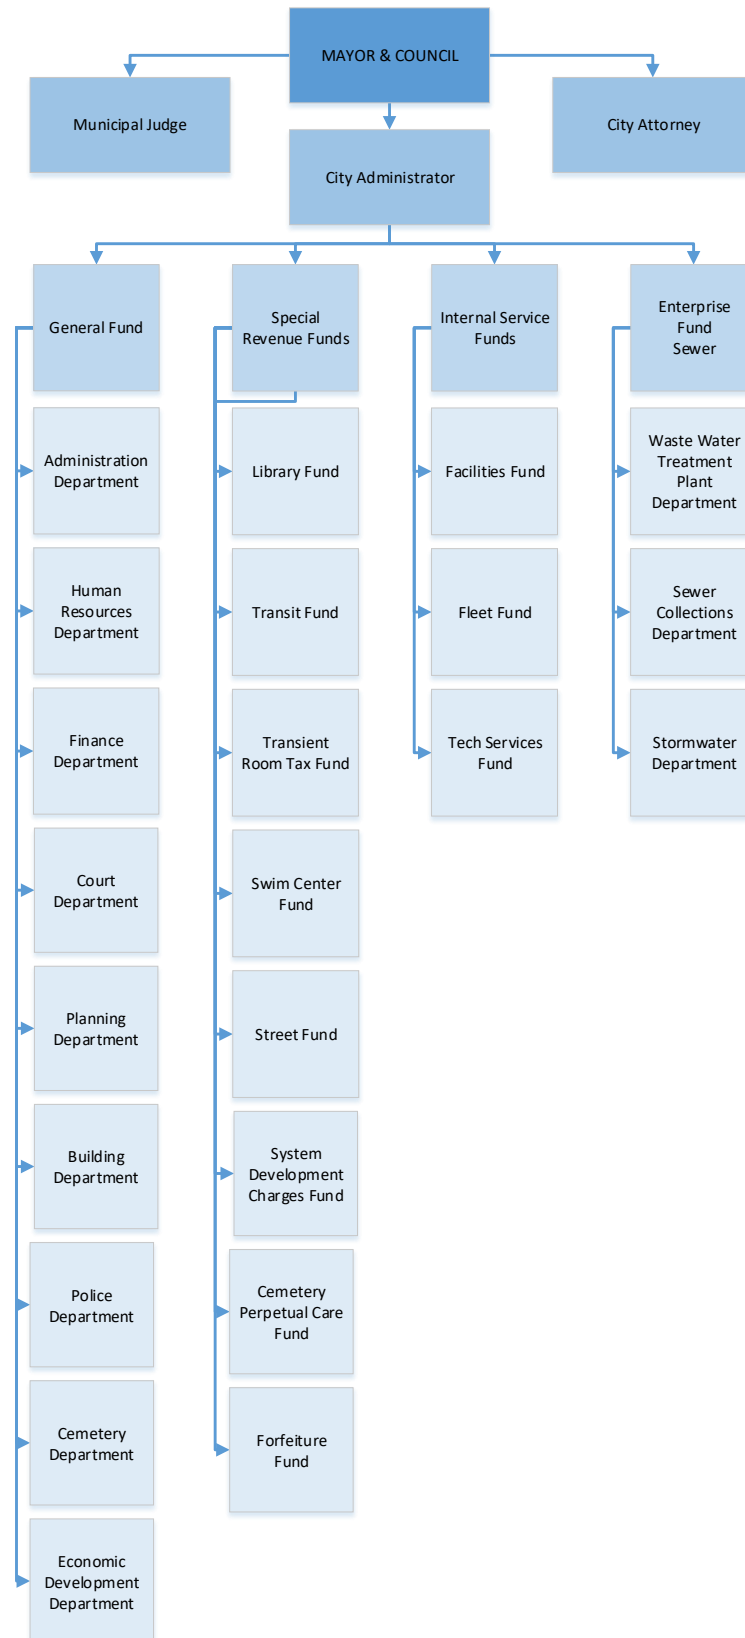 MAYOR & COUNCIL
Municipal Judge
City Attorney
City Administrator
General Fund
Special
Revenue Funds
Internal Service
Funds
Enterprise
Fund
Sewer
Administration
Department
Library Fund
Facilities Fund
Waste Water
Treatment
Plant
Department
Human
Resources
Department
Transit Fund
Fleet Fund
Sewer
Collections
Department
Finance
Department
Transient
Room Tax Fund
Tech Services
Fund
Stormwater
Department
Court
Department
Swim Center
Fund
Planning
Department
Street Fund
Building
Department
System
Development
Charges Fund
Police
Department
Cemetery
Perpetual Care
Fund
Cemetery
Department
Forfeiture
Fund
Economic
Development
Department